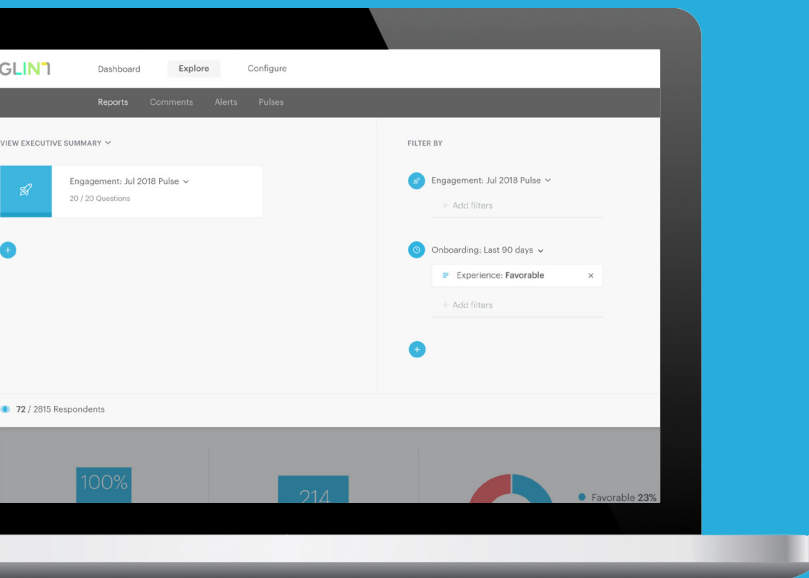 GLINT
Dashboard
Explore
Configure
Reports
Comments
Alerts
Pulses
VIEW EXECUTIVE SUMMARY
FILTER BY
Engagement: Jul 2018 Pulse
20 / 20 Questions
+
Engagement: Jul 2018 Pulse
+ Add filters
Onboarding: Last 90 days
Experience: Favorable ×
+ Add filters
+
72 / 2815 Respondents
100%
214
Favorable 23%